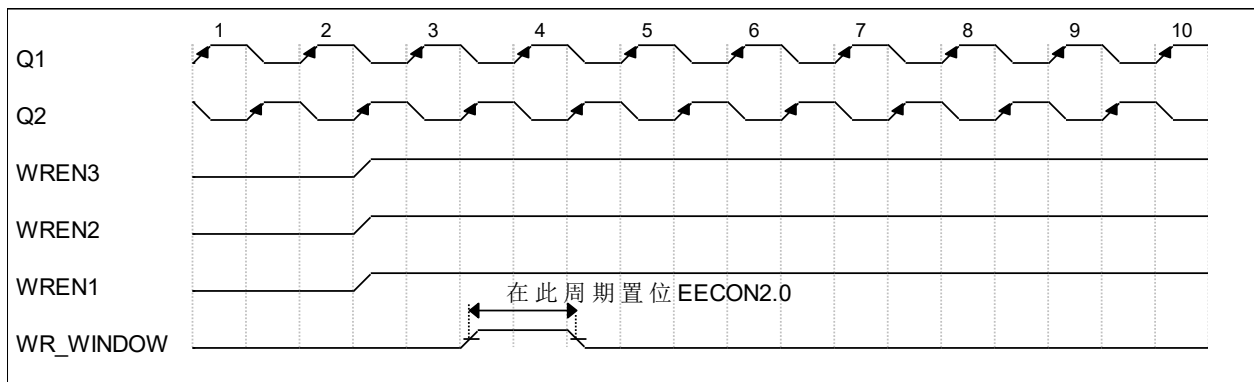 1 2 3 4 5 6 7 8 9 10
Q1
Q2
WREN3
WREN2
WREN1
在此周期置位EECON2.0
WR_WINDOW